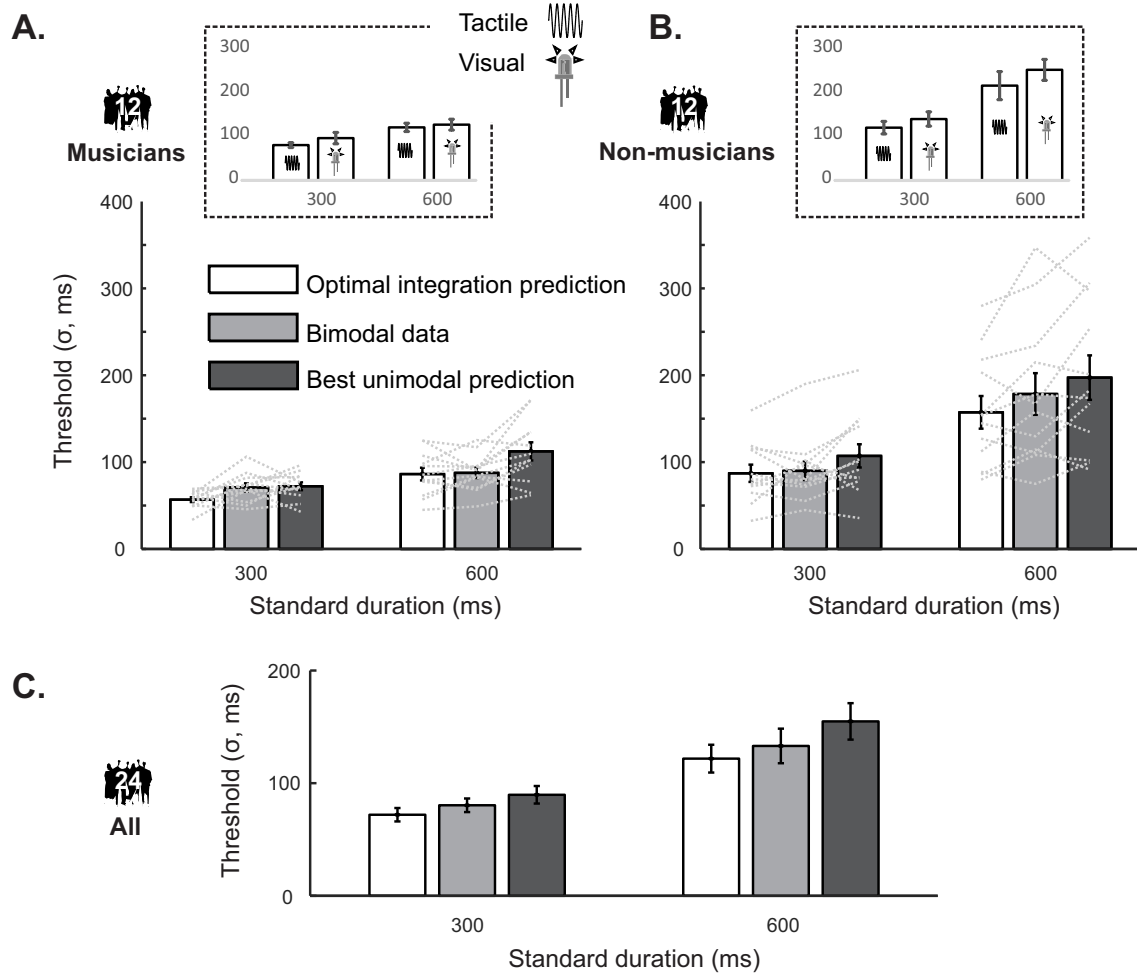 A.
Tactile
Visual
300
200
100
0
300
600
12
Musicians
400
300
200
100
0
Threshold (σ, ms)
Optimal integration prediction
Bimodal data
Best unimodal prediction
300
600
Standard duration (ms)
B.
300
200
100
0
300
600
12
Non-musicians
400
300
200
100
0
300
600
Standard duration (ms)
C.
24
All
200
100
0
Threshold (σ, ms)
300
600
Standard duration (ms)